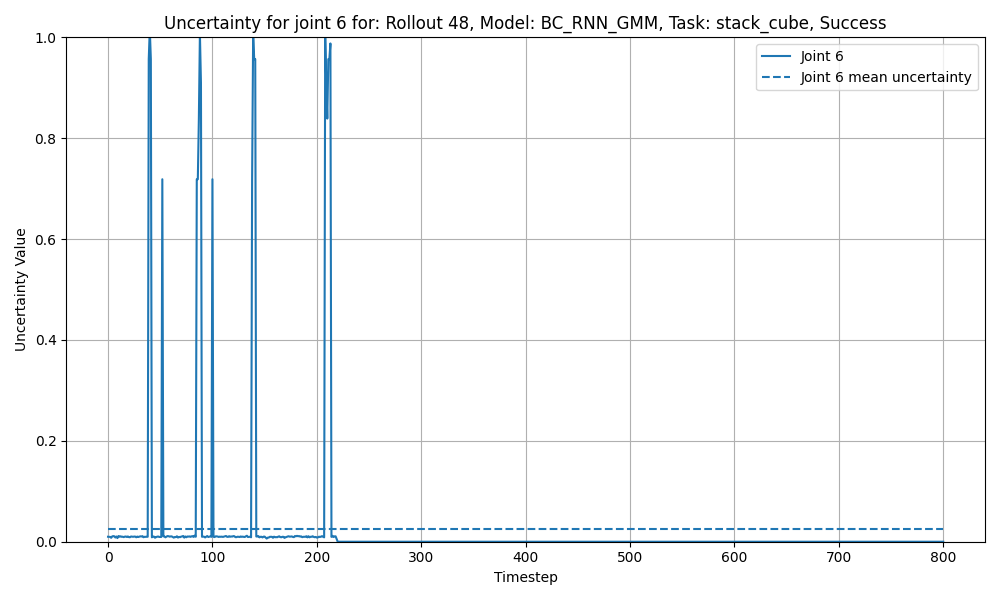 Uncertainty for joint 6 for: Rollout 48, Model: BC_RNN_GMM, Task: stack_cube, Success
Joint 6
Joint 6 mean uncertainty
Uncertainty Value
1.0
0.8
0.6
0.4
0.2
0.0
0 100 200 300 400 500 600 700 800
Timestep